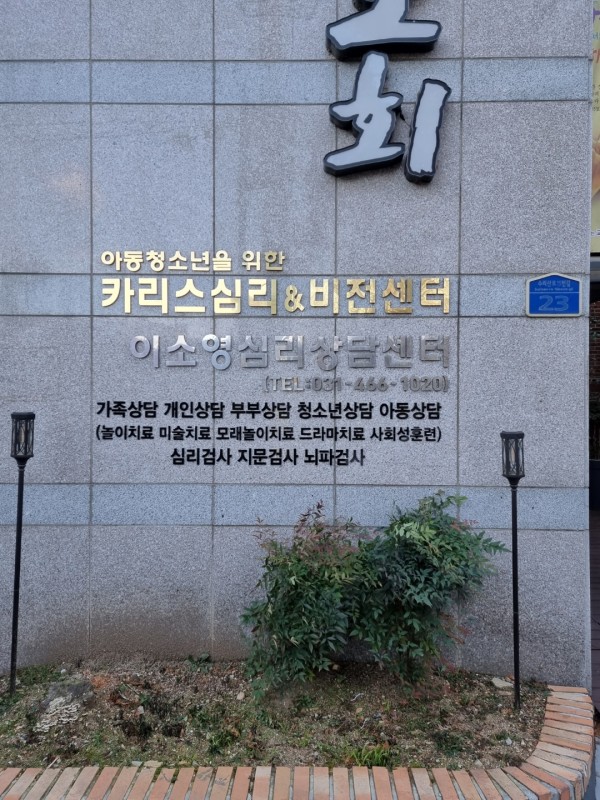 회
아동청소년을 위한
카리스심리&비전센터
이소영심리상담센터
(TEL:031-466-1020)
가족상담 개인상담 부부상담 청소년상담 아동상담
(놀이치료 미술치료 모래놀이치료 드라마치료 사회성훈련)
심리검사 지문검사 뇌파검사
23